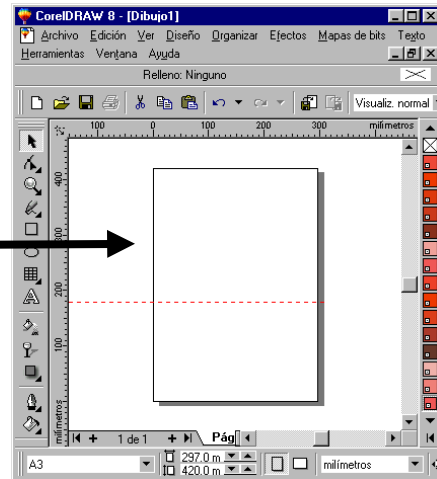 CorelDRAW 8 - [Dibujo1]
Archivo Edición Ver Diseño Organizar Efectos Mapas de bits Texto
Herramientas Ventana Ayuda
Relleno: Ninguno
Visualiz. normal
100 0 100 200 300 milímetros
400
300
200
100
milímetros
1 de 1 Pág
A3 297.0 m milímetros
420.0 m